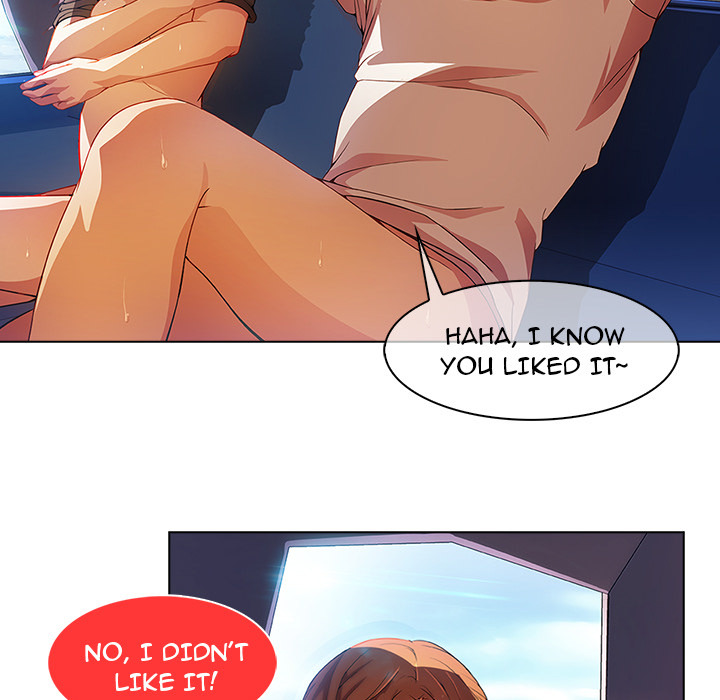 HAHA, I KNOW
YOU LIKED IT~
NO, I DIDN'T
LIKE IT!